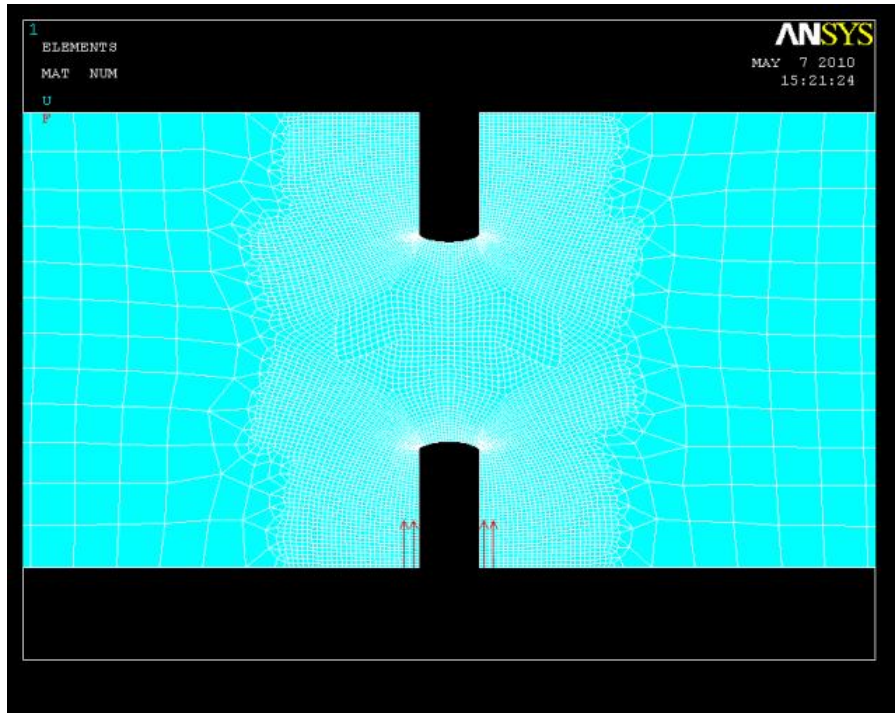 1
ELEMENTS
MAT NUM
U
F
ANSYS
MAY 7 2010
15:21:24